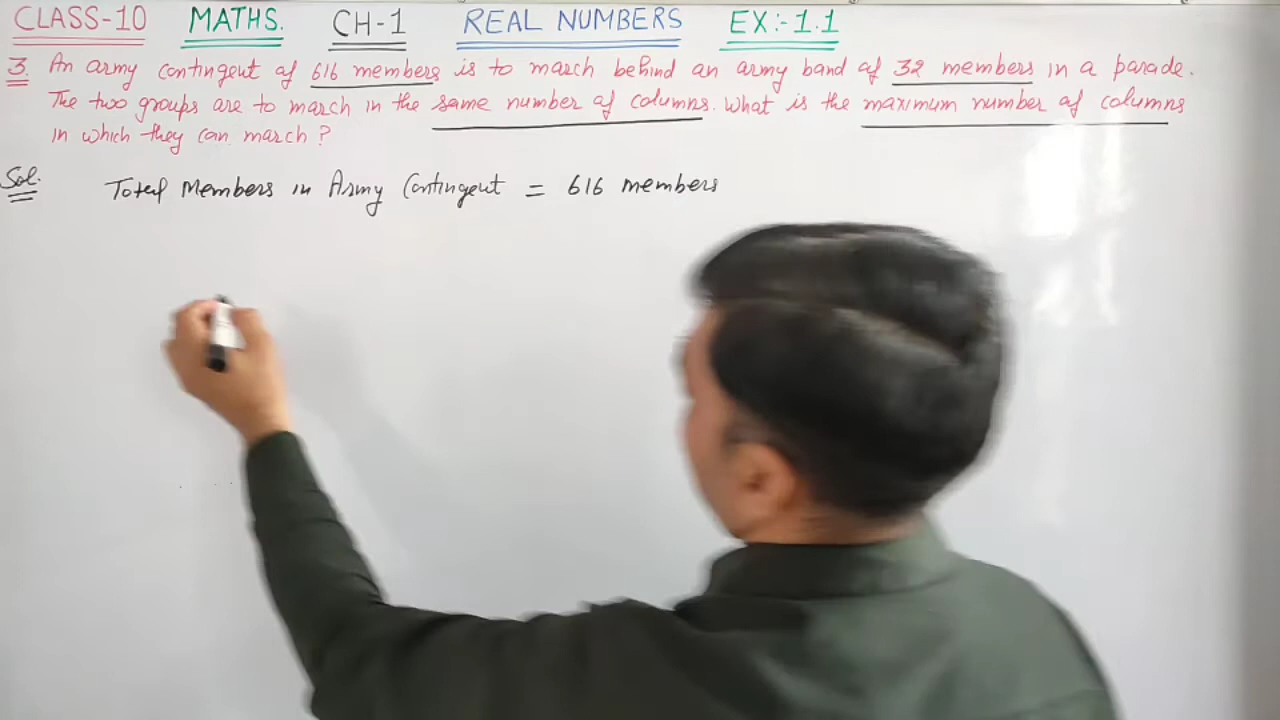 CLASS-10 MATHS. CH-1 REAL NUMBERS EX:-1.1
3. An army contingent of 616 members is to march behind an army band of 32 members in a parade.
The two groups are to march in the same number of columns. What is the maximum number of columns
in which they can march?
Sol. Total Members in Army Contingent = 616 members